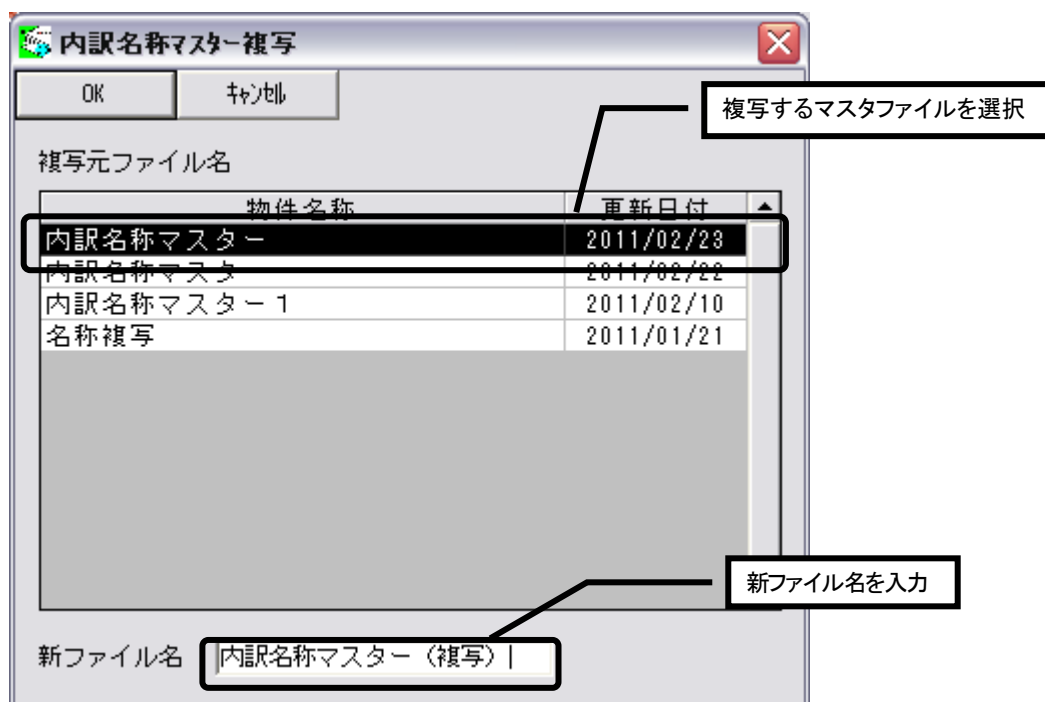 内訳名称ﾏｽﾀｰ複写
OK ｷｬﾝｾﾙ
複写するマスタファイルを選択
複写元ファイル名
物件名称 更新日付
内訳名称マスター 2011/02/23
内訳名称マスタ 2011/02/22
内訳名称マスター1 2011/02/10
名称複写 2011/01/21
新ファイル名を入力
新ファイル名 内訳名称マスター（複写）